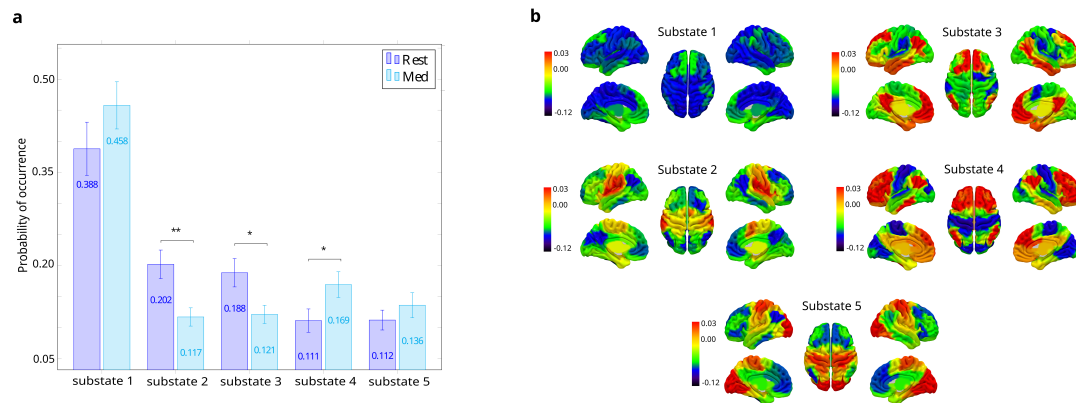 a
Probability of occurrence
0.50
0.35
0.20
0.05
Rest
Med
0.388
0.458
0.202
0.117
0.188
0.121
0.111
0.169
0.112
0.136
**
*
*
substate 1
substate 2
substate 3
substate 4
substate 5
b
Substate 1
0.03
0.00
-0.12
Substate 3
0.03
0.00
-0.12
Substate 2
0.03
0.00
-0.12
Substate 4
0.03
0.00
-0.12
Substate 5
0.03
0.00
-0.12